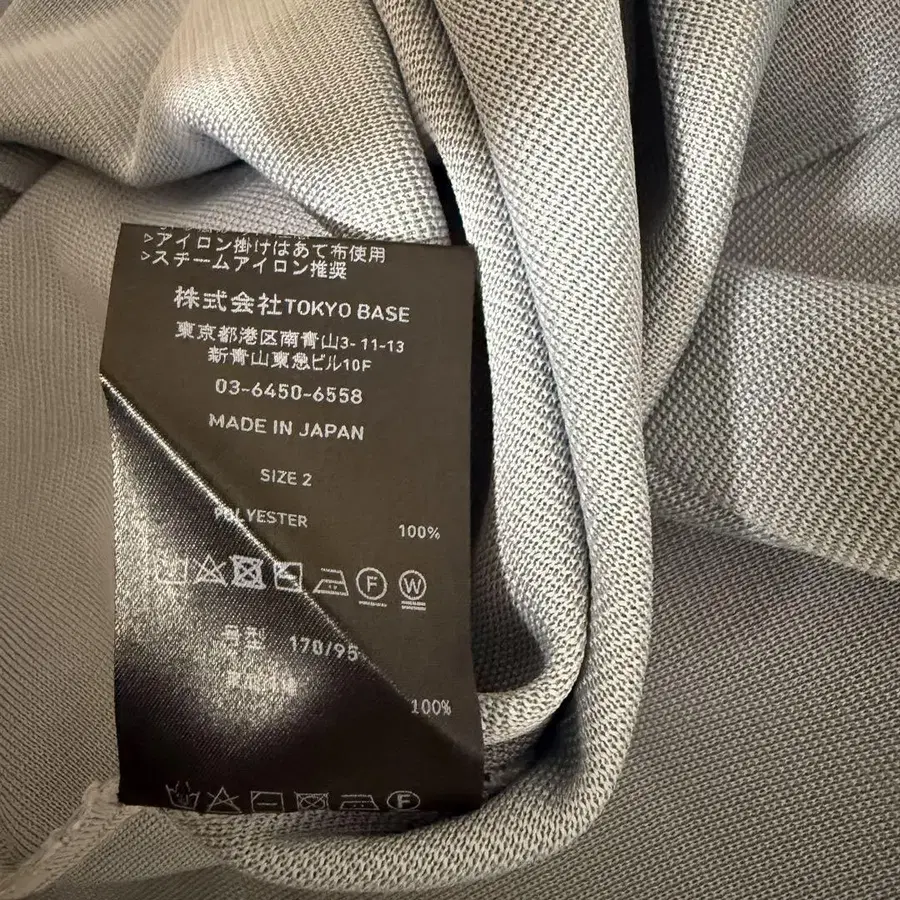 >アイロン掛けはあて布使用
>スチームアイロン推奨
株式会社TOKYO BASE
東京都港区南青山3-11-13
新青山東急ビル10F
03-6450-6558
MADE IN JAPAN
SIZE 2
POLYESTER 100%
F W
号型 170/95
100%
F